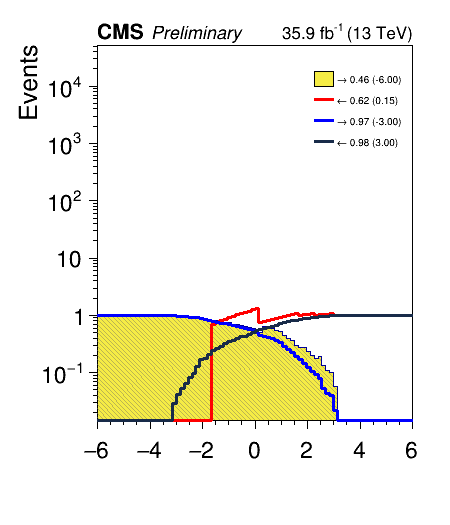 CMS Preliminary 35.9 fb⁻¹ (13 TeV)
Events
→ 0.46 (-6.00)
← 0.62 (0.15)
→ 0.97 (-3.00)
← 0.98 (3.00)
10⁴
10³
10²
10
1
10⁻¹
−6 −4 −2 0 2 4 6